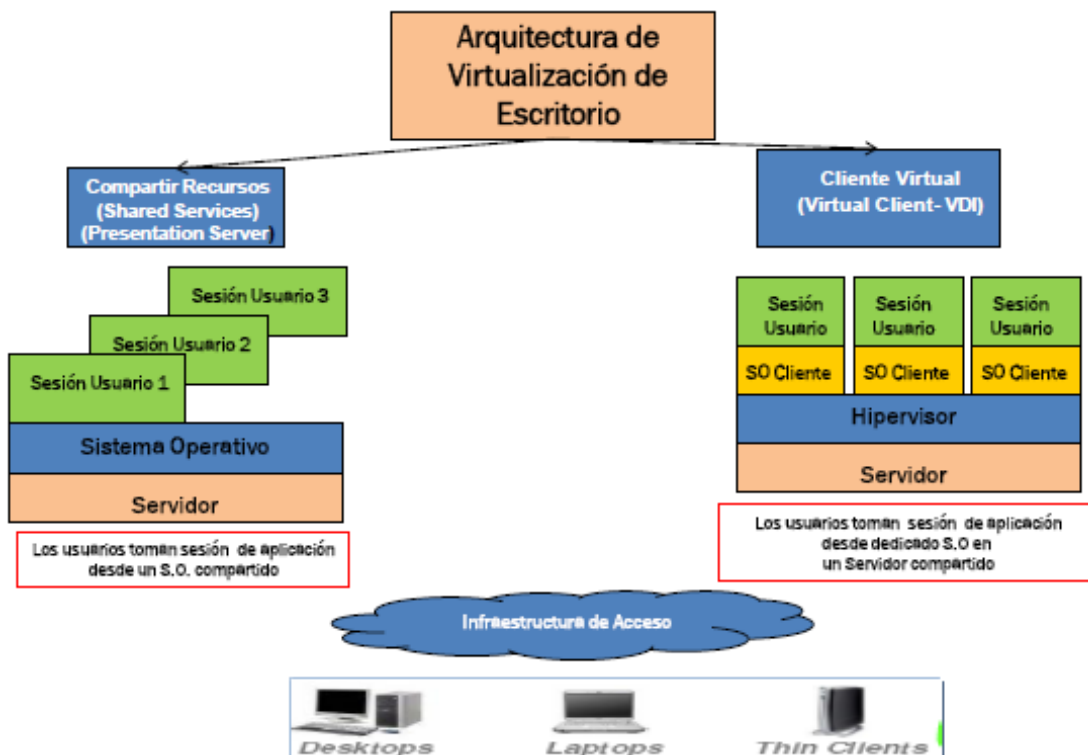 Arquitectura de
Virtualización de
Escritorio
Compartir Recursos
(Shared Services)
(Presentation Server)
Cliente Virtual
(Virtual Client- VDI)
Sesión Usuario 3
Sesión Usuario 2
Sesión Usuario 1
Sistema Operativo
Servidor
Los usuarios toman sesión de aplicación
desde un S.O. compartido
Sesión
Usuario
Sesión
Usuario
Sesión
Usuario
SO Cliente
SO Cliente
SO Cliente
Hipervisor
Servidor
Los usuarios toman sesión de aplicación
desde dedicado S.O en
un Servidor compartido
Infraestructura de Acceso
Desktops
Laptops
Thin Clients